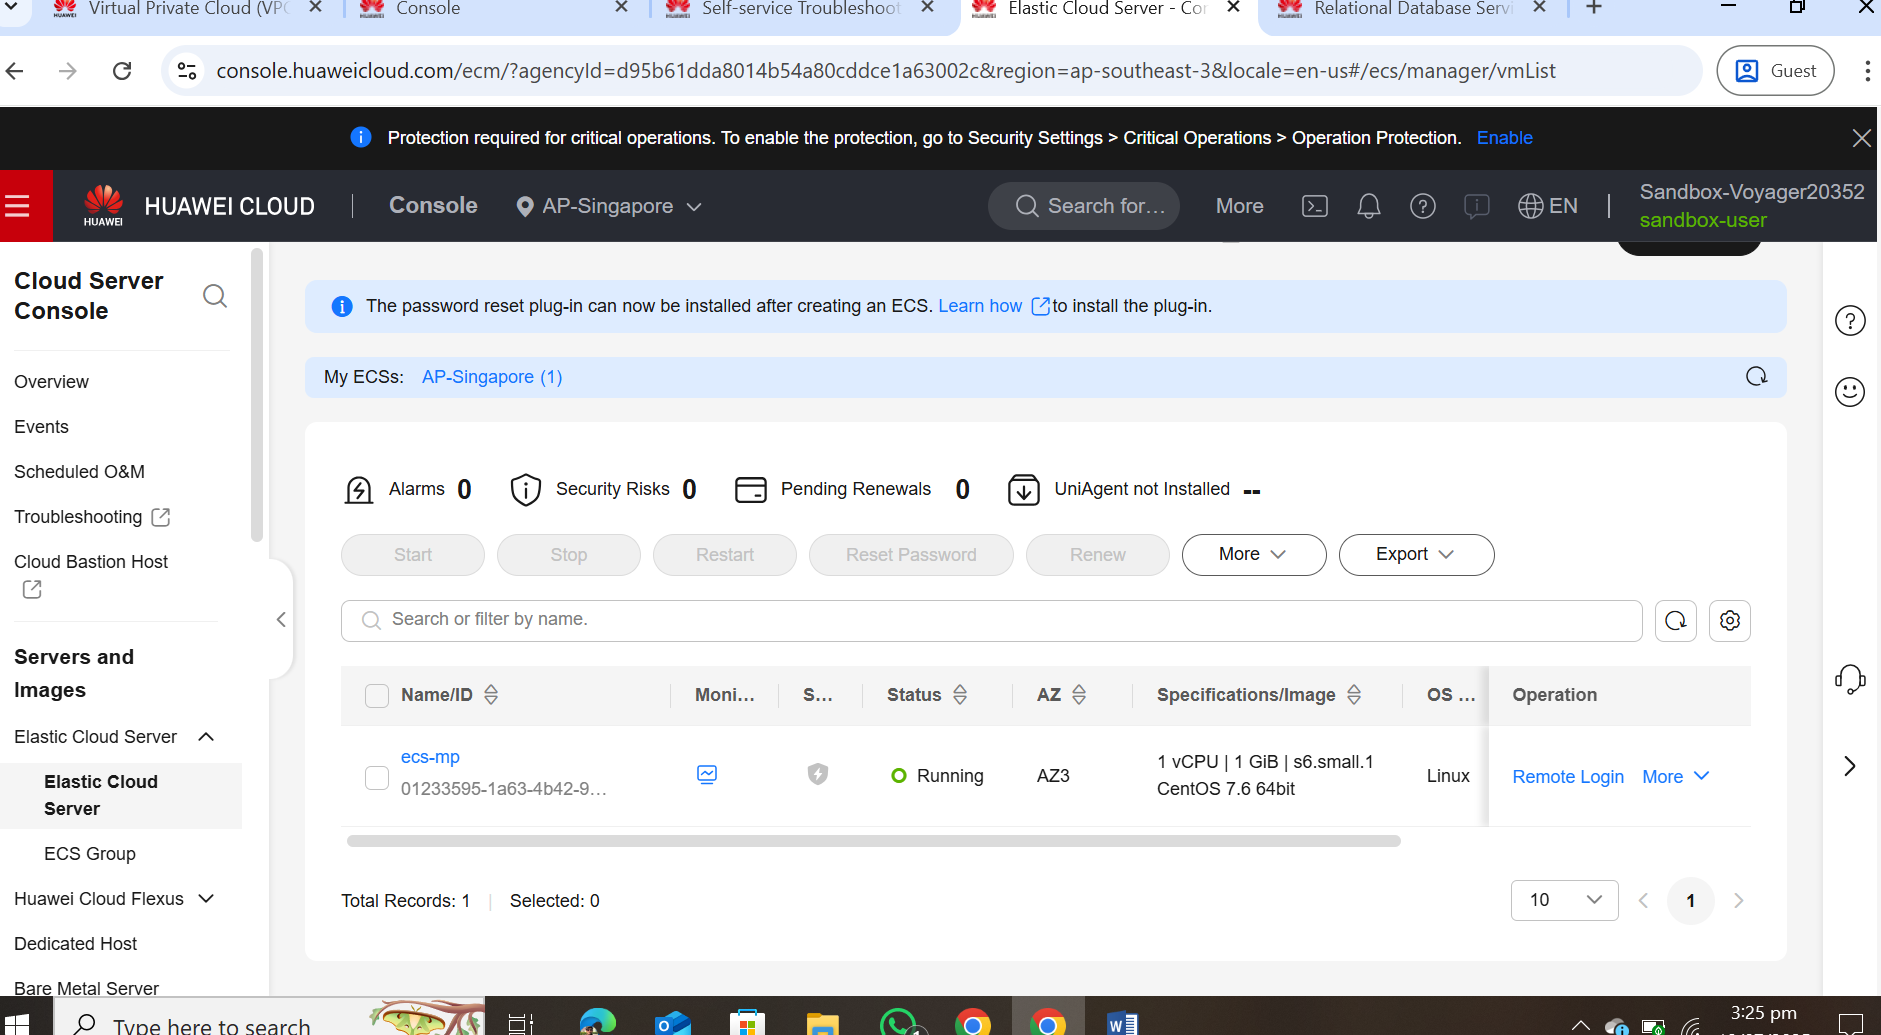 Virtual Private Cloud (VPC
Console
Self-service Troubleshoot
Elastic Cloud Server - Con
Relational Database Servi
console.huaweicloud.com/ecm/?agencyId=d95b61dda8014b54a80cddce1a63002c&region=ap-southeast-3&locale=en-us#/ecs/manager/vmList
Guest
Protection required for critical operations. To enable the protection, go to Security Settings > Critical Operations > Operation Protection. Enable
HUAWEI
HUAWEI CLOUD
Console
AP-Singapore
Search for...
More
EN
Sandbox-Voyager20352
sandbox-user
Cloud Server
Console
Overview
Events
Scheduled O&M
Troubleshooting
Cloud Bastion Host
Servers and
Images
Elastic Cloud Server
Elastic Cloud
Server
ECS Group
Huawei Cloud Flexus
Dedicated Host
Bare Metal Server
The password reset plug-in can now be installed after creating an ECS. Learn how to install the plug-in.
My ECSs: AP-Singapore (1)
Alarms 0
Security Risks 0
Pending Renewals 0
UniAgent not Installed --
Start
Stop
Restart
Reset Password
Renew
More
Export
Search or filter by name.
Name/ID
Moni...
S...
Status
AZ
Specifications/Image
OS ...
Operation
ecs-mp
01233595-1a63-4b42-9...
Running
AZ3
1 vCPU | 1 GiB | s6.small.1
CentOS 7.6 64bit
Linux
Remote Login
More
Total Records: 1
Selected: 0
10
1
Type here to search
3:25 pm